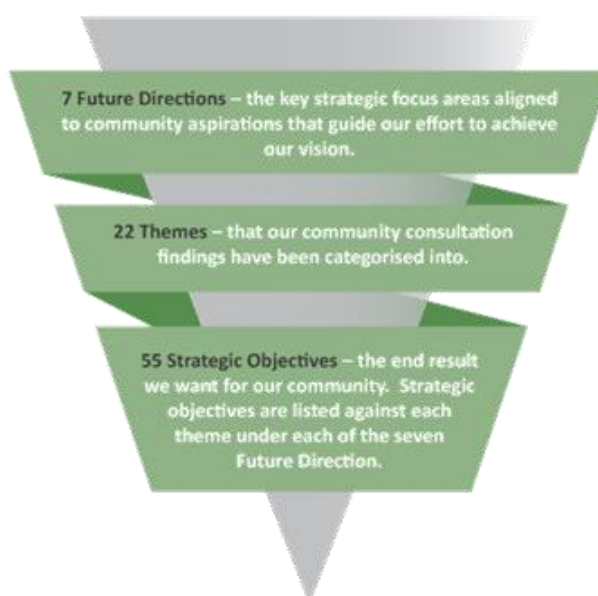 7 Future Directions – the key strategic focus areas aligned
to community aspirations that guide our effort to achieve
our vision.
22 Themes – that our community consultation
findings have been categorised into.
55 Strategic Objectives – the end result
we want for our community. Strategic
objectives are listed against each
theme under each of the seven
Future Direction.